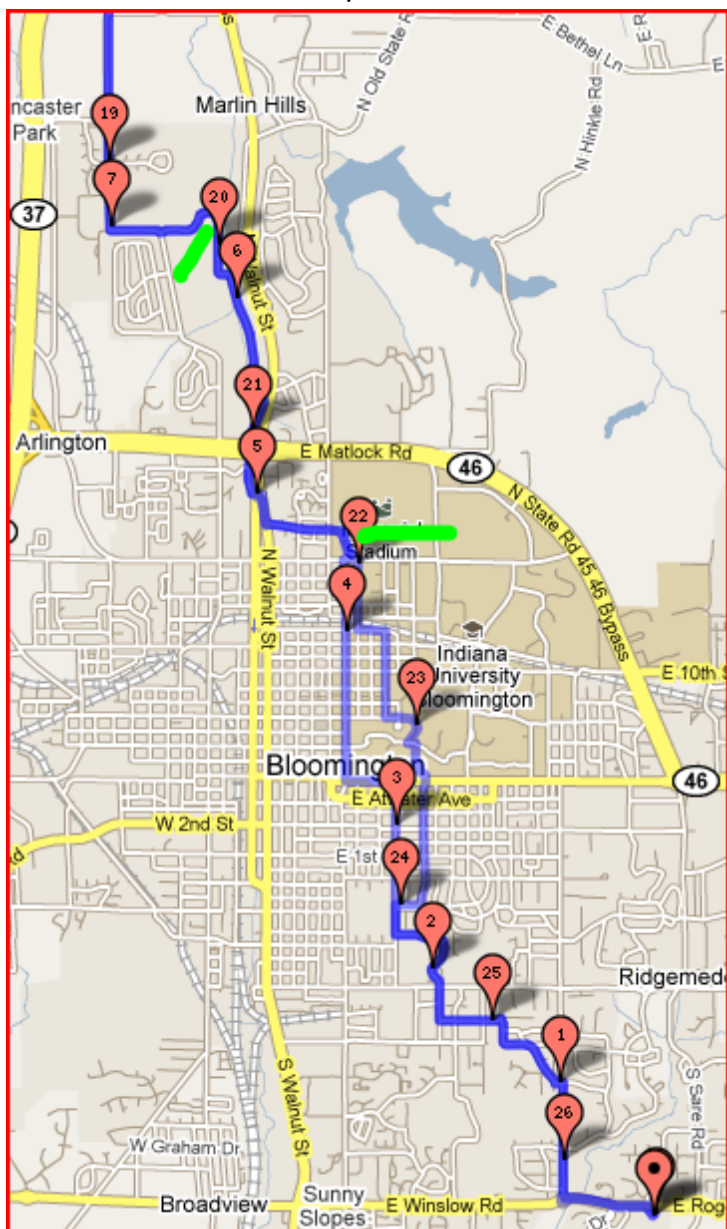 E Bethel Ln
N Old State R
N Hinkle Rd
E
E R
Marlin Hills
ncaster
Park
19
7
20
37
6
N Walnut St
21
Arlington
5
E Matlock Rd
46
N State Rd 45 46 Bypass
22
Stadium
N Walnut St
4
Indiana
University
Bloomington
23
E 10th S
Bloomington
3
46
E Atwater Ave
W 2nd St
Rd
E 1st
24
2
25
Ridgemede
1
S Walnut St
S Sare Rd
26
W Graham Dr
Broadview
Sunny
Slopes
E Winslow Rd
Dr
E Rog